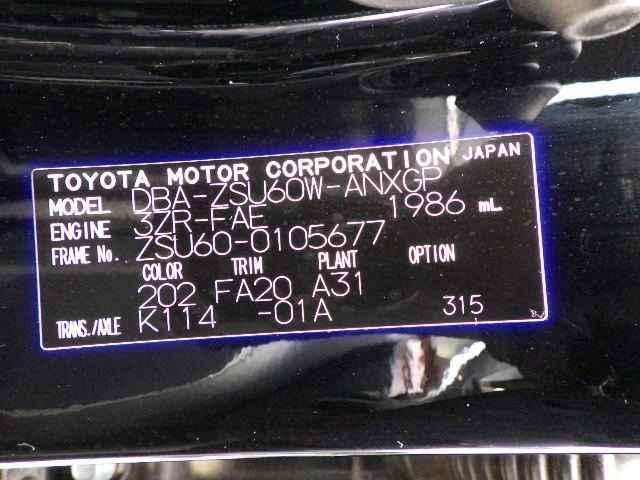 TOYOTA MOTOR CORPORATION JAPAN
MODEL DBA-ZSU60W-ANXGP
ENGINE 3ZR-FAE 1986 mL
FRAME No. ZSU60-0105677
COLOR TRIM PLANT OPTION
202 FA20 A31
TRANS./AXLE K114 -01A 315